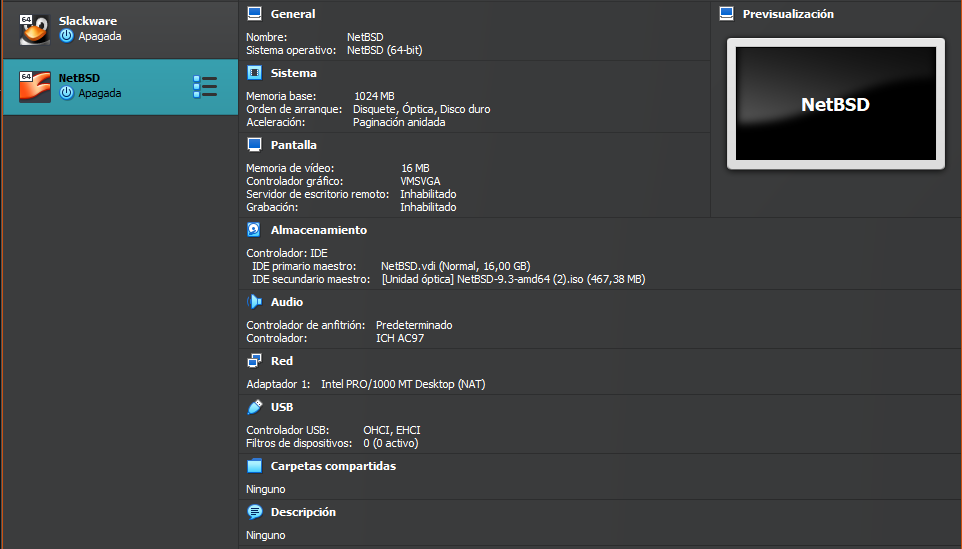 64
Slackware
Apagada
64
NetBSD
Apagada
General
Nombre: NetBSD
Sistema operativo: NetBSD (64-bit)
Sistema
Memoria base: 1024 MB
Orden de arranque: Disquete, Óptica, Disco duro
Aceleración: Paginación anidada
Pantalla
Memoria de vídeo: 16 MB
Controlador gráfico: VMSVGA
Servidor de escritorio remoto: Inhabilitado
Grabación: Inhabilitado
Previsualización
NetBSD
Almacenamiento
Controlador: IDE
IDE primario maestro: NetBSD.vdi (Normal, 16,00 GB)
IDE secundario maestro: [Unidad óptica] NetBSD-9.3-amd64 (2).iso (467,38 MB)
Audio
Controlador de anfitrión: Predeterminado
Controlador: ICH AC97
Red
Adaptador 1: Intel PRO/1000 MT Desktop (NAT)
USB
Controlador USB: OHCI, EHCI
Filtros de dispositivos: 0 (0 activo)
Carpetas compartidas
Ninguno
Descripción
Ninguno